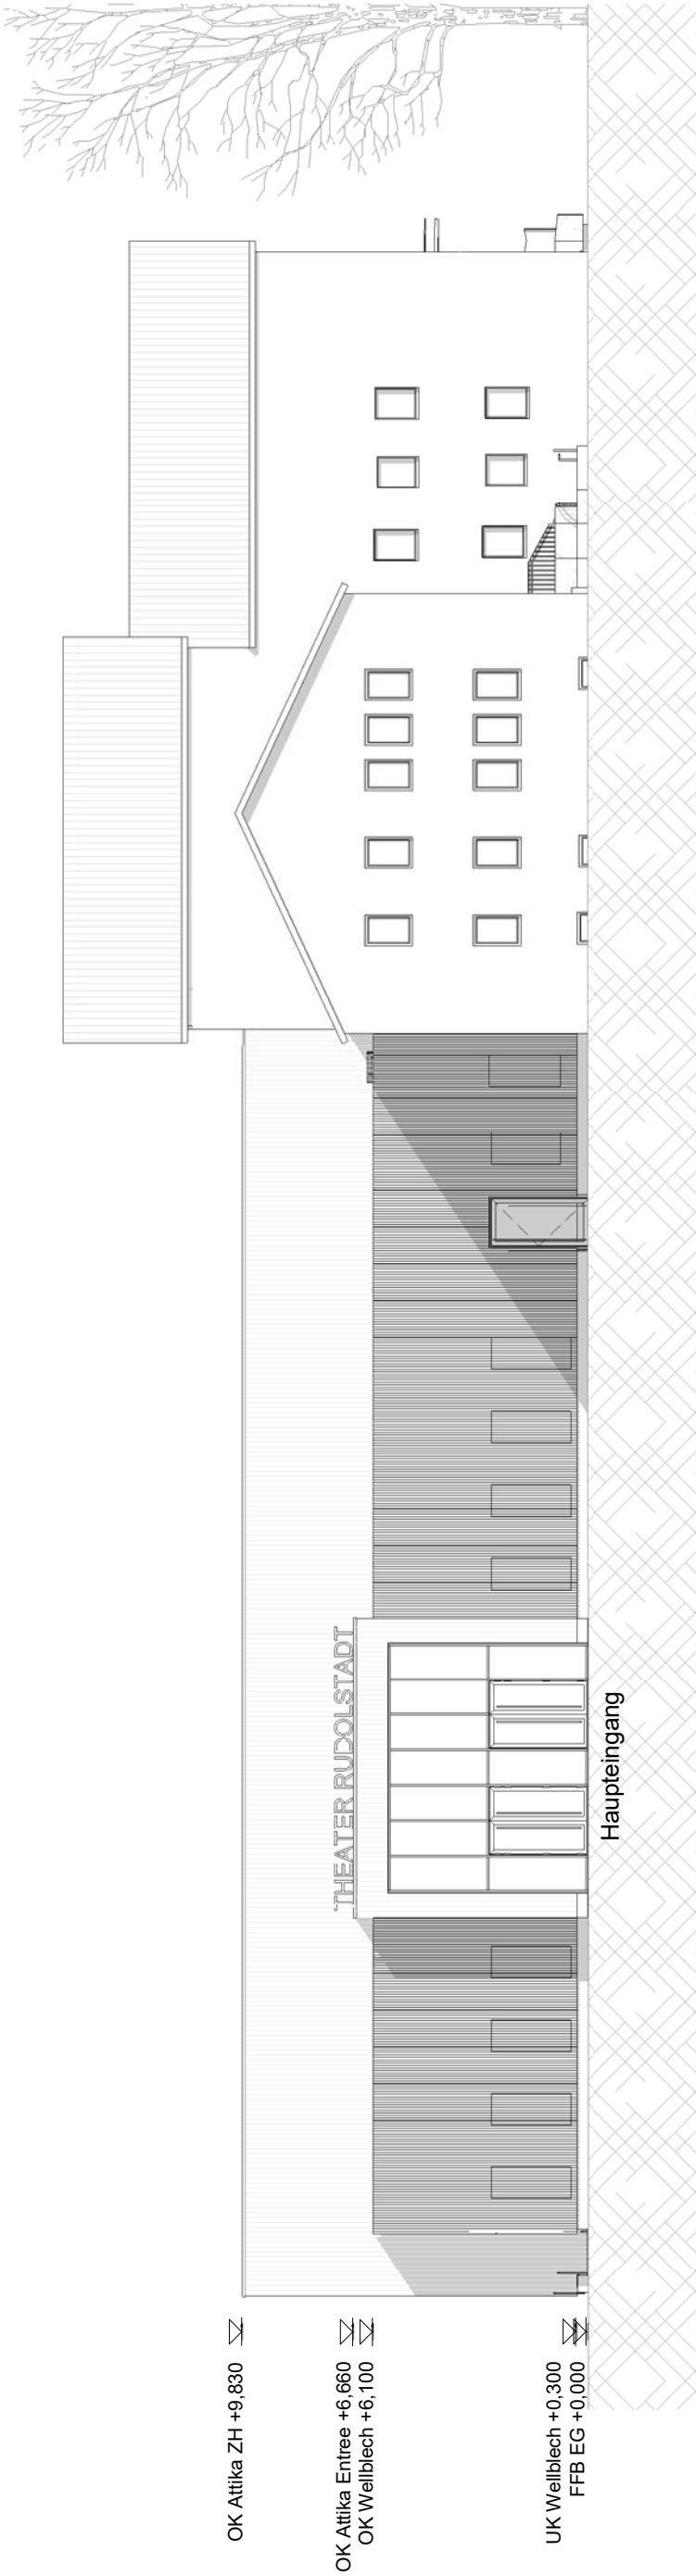 OK Attika ZH +9,830
OK Attika Entree +6,660
OK Wellblech +6,100
UK Wellblech +0,300
FFB EG +0,000
THEATER RUDOLSTADT
Haupteingang